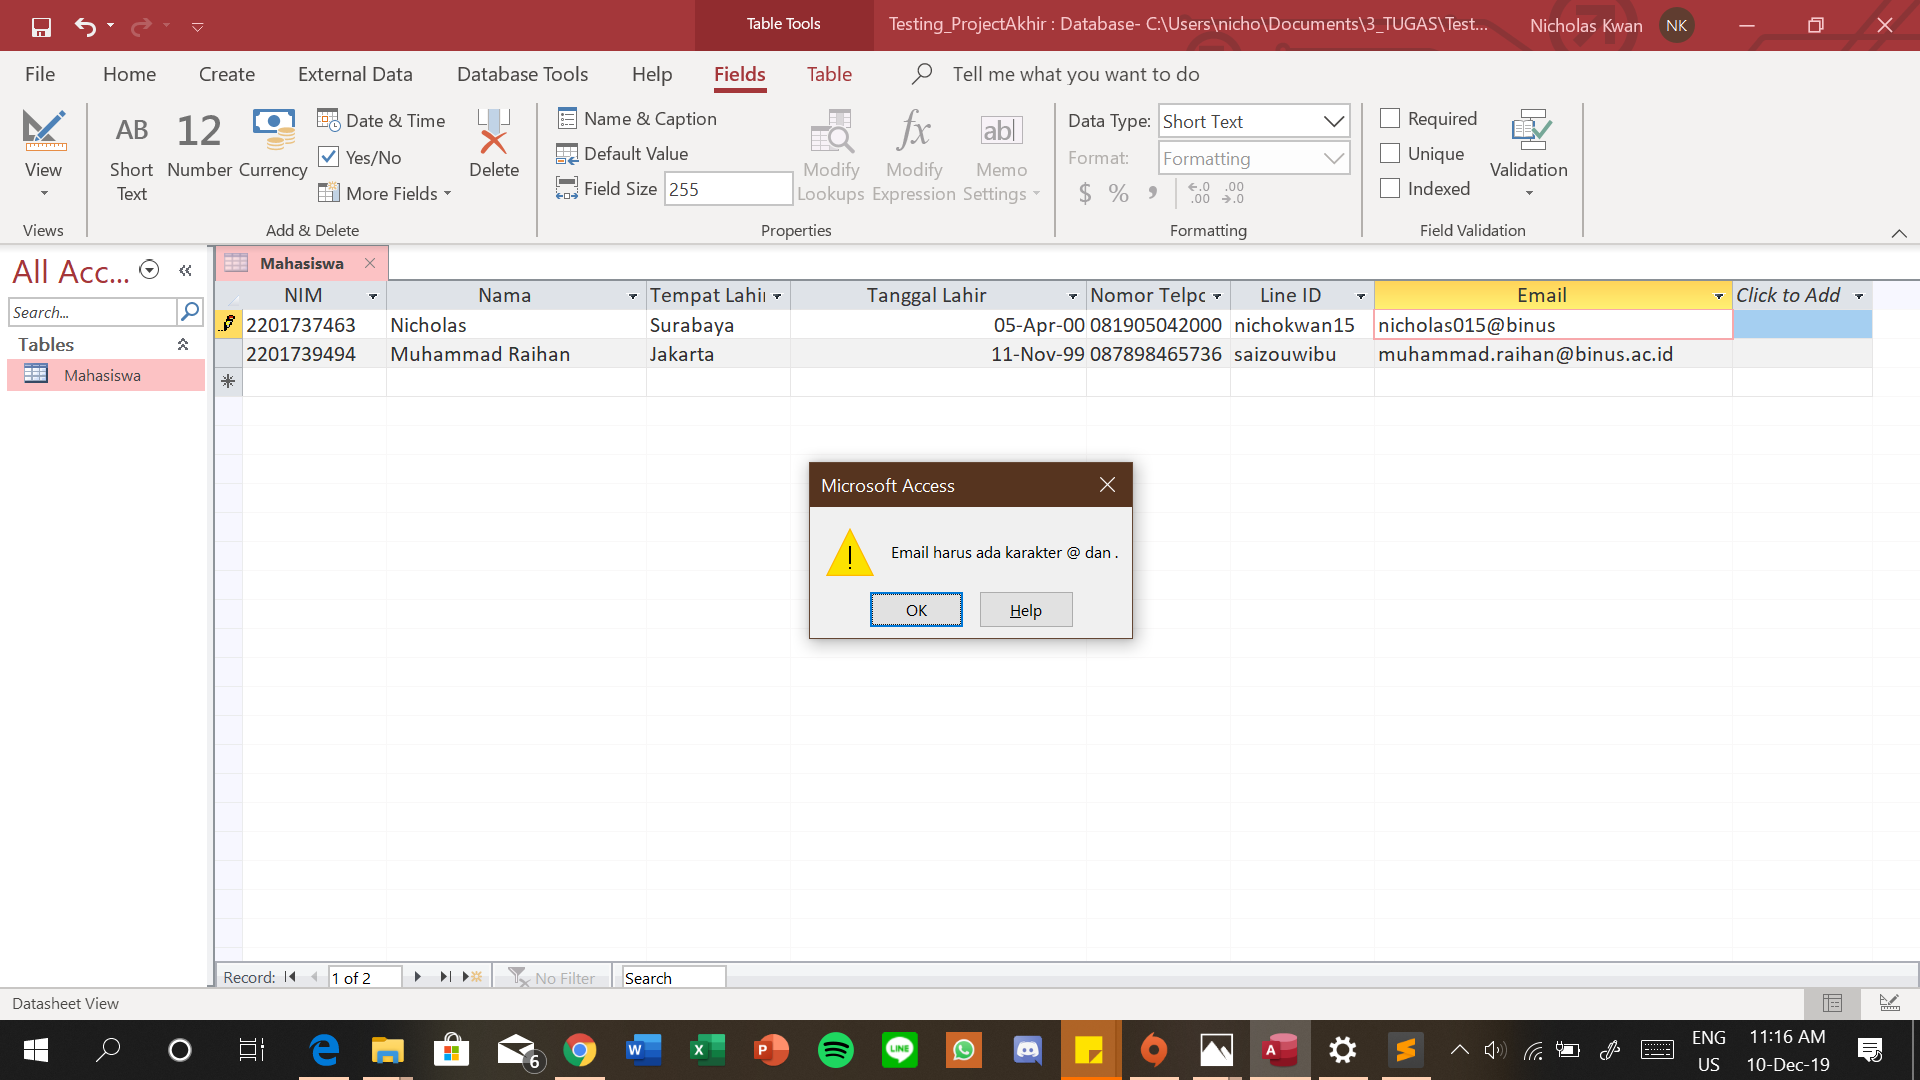 Table Tools
Testing_ProjectAkhir : Database- C:\Users\nicho\Documents\3_TUGAS\Test...
Nicholas Kwan
NK
File
Home
Create
External Data
Database Tools
Help
Fields
Table
Tell me what you want to do
View
Views
AB
Short
Text
12
Number
Currency
Date & Time
Yes/No
More Fields
Delete
Add & Delete
Name & Caption
Default Value
Field Size
255
Modify
Lookups
fx
Modify
Expression
ab|
Memo
Settings
Properties
Data Type:
Short Text
Format:
Formatting
$ % ,
←.0
.00
.00
→.0
Formatting
Required
Unique
Indexed
Validation
Field Validation
All Acc...
Search...
Tables
Mahasiswa
Mahasiswa
NIM
Nama
Tempat Lahi
Tanggal Lahir
Nomor Telpo
Line ID
Email
Click to Add
2201737463 Nicholas Surabaya 05-Apr-00 081905042000 nichokwan15 nicholas015@binus
2201739494 Muhammad Raihan Jakarta 11-Nov-99 087898465736 saizouwibu muhammad.raihan@binus.ac.id
Microsoft Access
Email harus ada karakter @ dan .
OK
Help
Record:
1 of 2
No Filter
Search
Datasheet View
6
ENG
US
11:16 AM
10-Dec-19